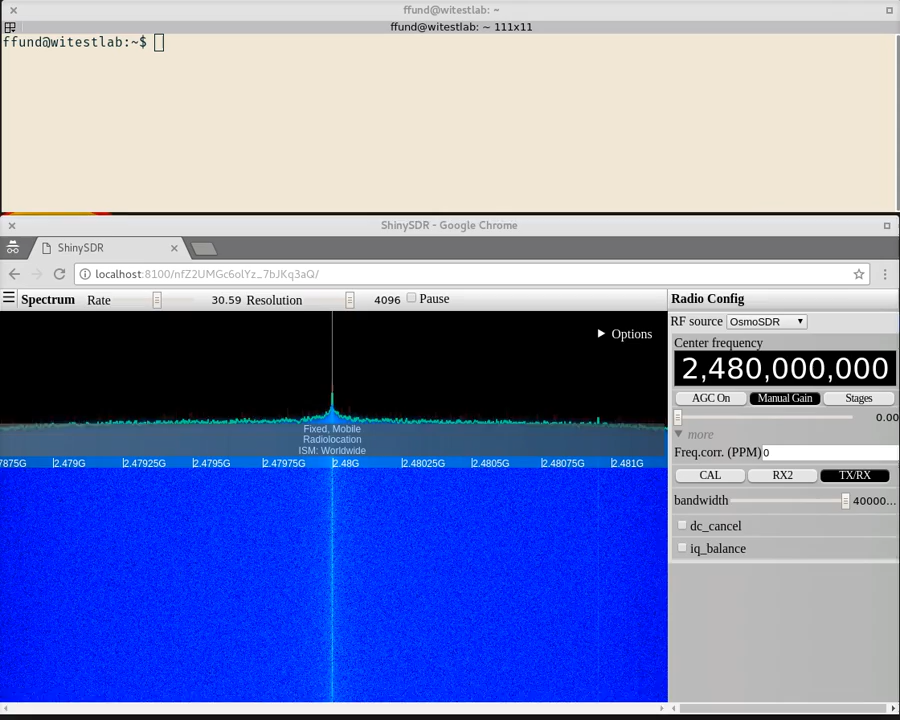 ffund@witestlab: ~
ffund@witestlab: ~ 111x11
ffund@witestlab:~$
ShinySDR - Google Chrome
ShinySDR
localhost:8100/nfZ2UMGc6olYz_7bJKq3aQ/
Spectrum Rate 30.59 Resolution 4096 Pause
Options
Fixed, Mobile
Radiolocation
ISM: Worldwide
7875G 2.479G 2.47925G 2.4795G 2.47975G 2.48G 2.48025G 2.4805G 2.48075G 2.481G
Radio Config
RF source OsmoSDR
Center frequency
2,480,000,000
AGC On Manual Gain Stages
0.00
more
Freq.corr. (PPM) 0
CAL RX2 TX/RX
bandwidth 40000...
dc_cancel
iq_balance